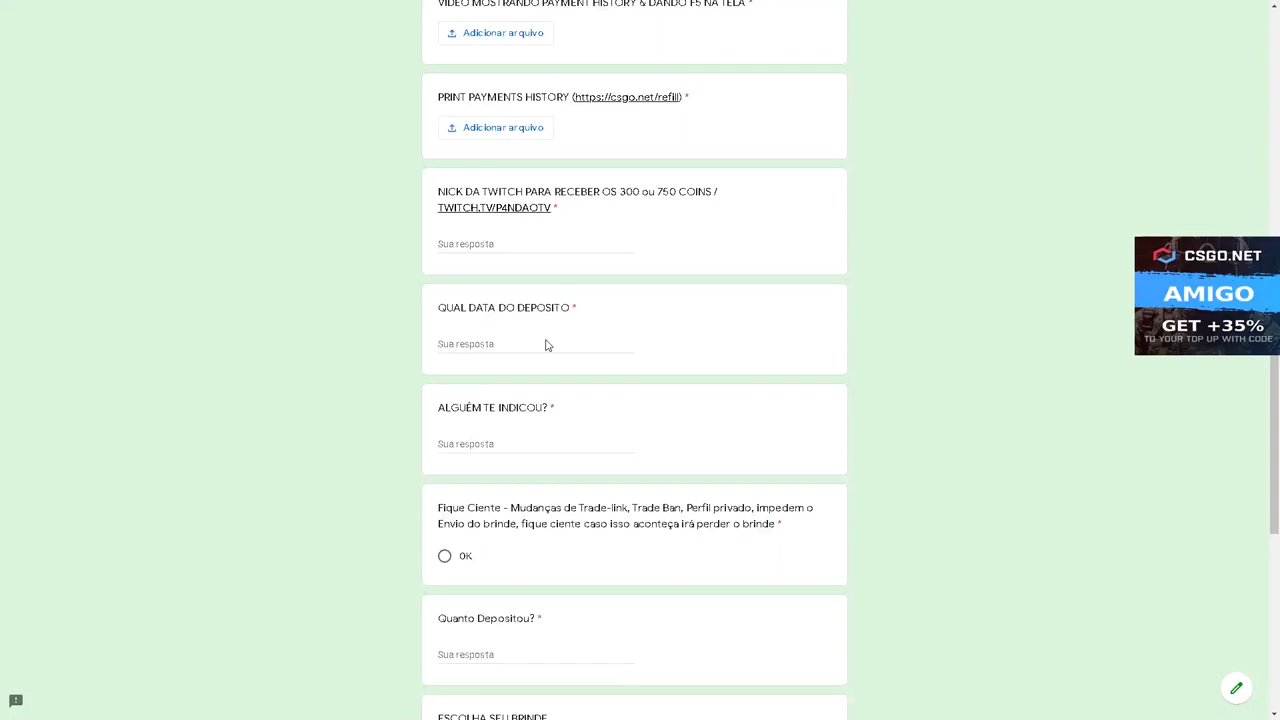 VIDEO MOSTRANDO PAYMENT HISTORY & DANDO F5 NA TELA *
Adicionar arquivo
PRINT PAYMENTS HISTORY (https://csgo.net/refill) *
Adicionar arquivo
NICK DA TWITCH PARA RECEBER OS 300 ou 750 COINS /
TWITCH.TV/P4NDAOTV *
Sua resposta
QUAL DATA DO DEPOSITO *
Sua resposta
ALGUÉM TE INDICOU? *
Sua resposta
Fique Ciente - Mudanças de Trade-link, Trade Ban, Perfil privado, impedem o
Envio do brinde, fique ciente caso isso aconteça irá perder o brinde *
OK
Quanto Depositou? *
Sua resposta
ESCOLHA SEU BRINDE
CSGO.NET
AMIGO
GET +35%
TO YOUR TOP UP WITH CODE